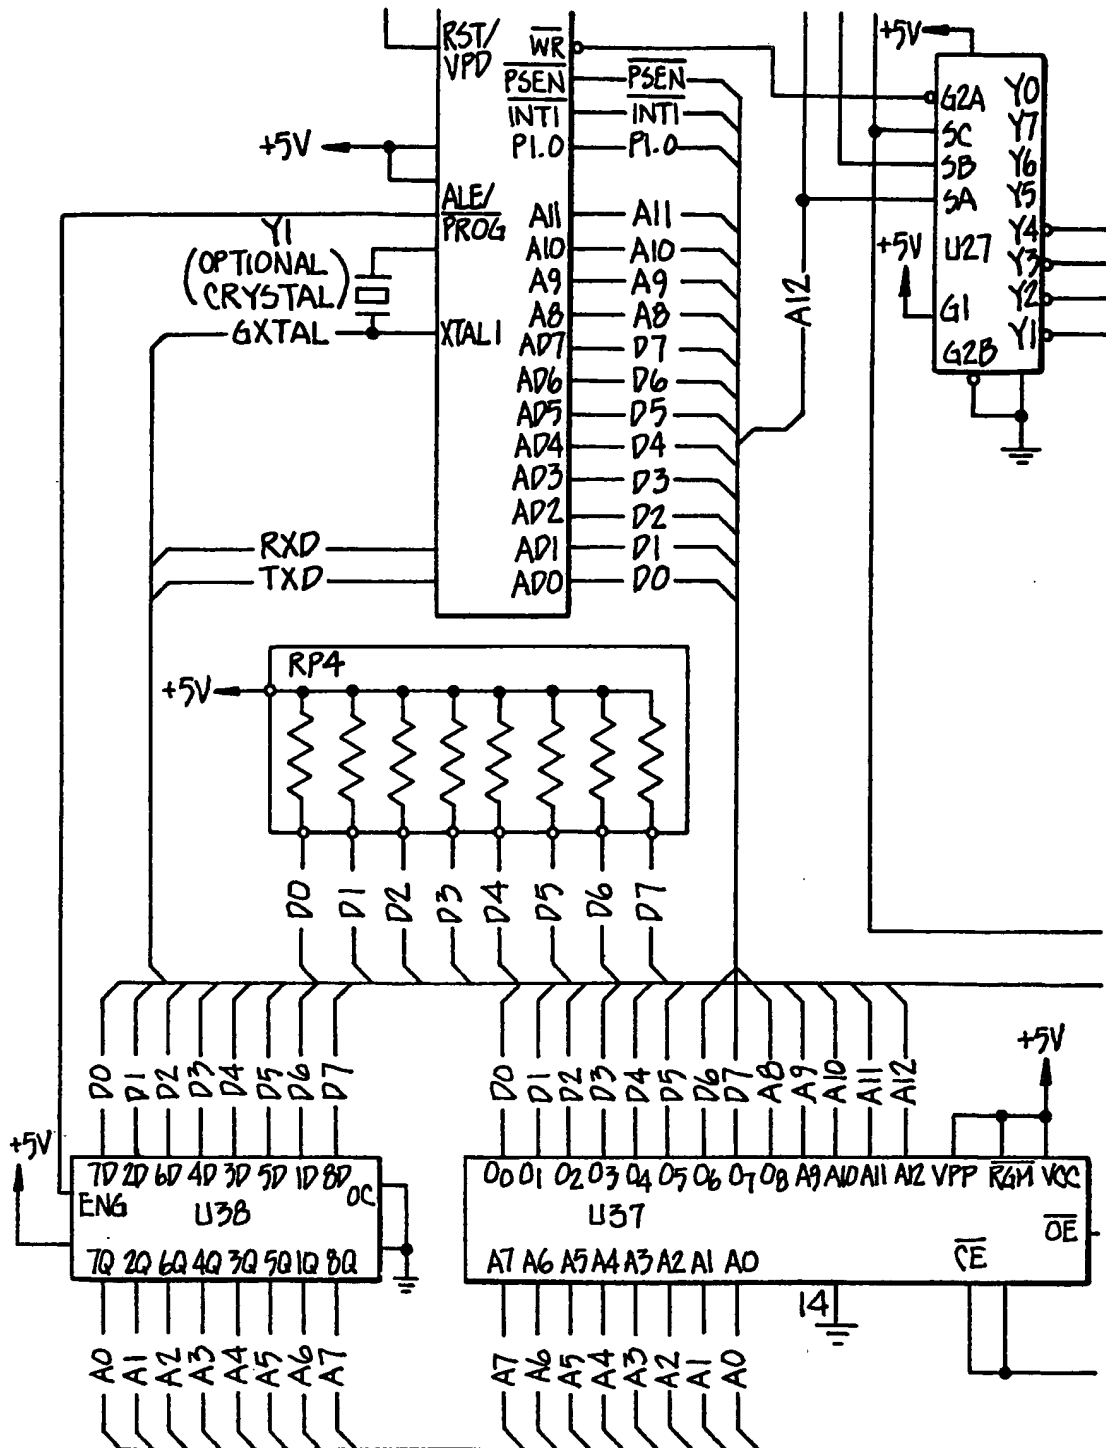 RST/
VPD
WR
PSEN
PSEN
INT1
INT1
P1.0
P1.0
+5V
ALE/
PROG
Y1
(OPTIONAL
CRYSTAL)
GXTAL
XTAL1
A11
A11
A10
A10
A9
A9
A8
A8
AD7
D7
AD6
D6
AD5
D5
AD4
D4
AD3
D3
AD2
D2
AD1
D1
AD0
D0
RXD
TXD
A12
+5V
G2A
Y0
SC
Y7
SB
Y6
SA
Y5
+5V
U27
Y4
Y3
Y2
G1
Y1
G2B
RP4
+5V
D0 D1 D2 D3 D4 D5 D6 D7
D0 D1 D2 D3 D4 D5 D6 D7
D0 D1 D2 D3 D4 D5 D6 D7 A8 A9 A10 A11 A12
+5V
+5V
7D 2D 6D 4D 3D 5D 1D 8D
ENG
U38
OC
7Q 2Q 6Q 4Q 3Q 5Q 1Q 8Q
O0 O1 O2 O3 O4 O5 O6 O7 O8 A9 A10 A11 A12 VPP RGM VCC
U37
OE
CE
A7 A6 A5 A4 A3 A2 A1 A0
14
A0 A1 A2 A3 A4 A5 A6 A7
A7 A6 A5 A4 A3 A2 A1 A0